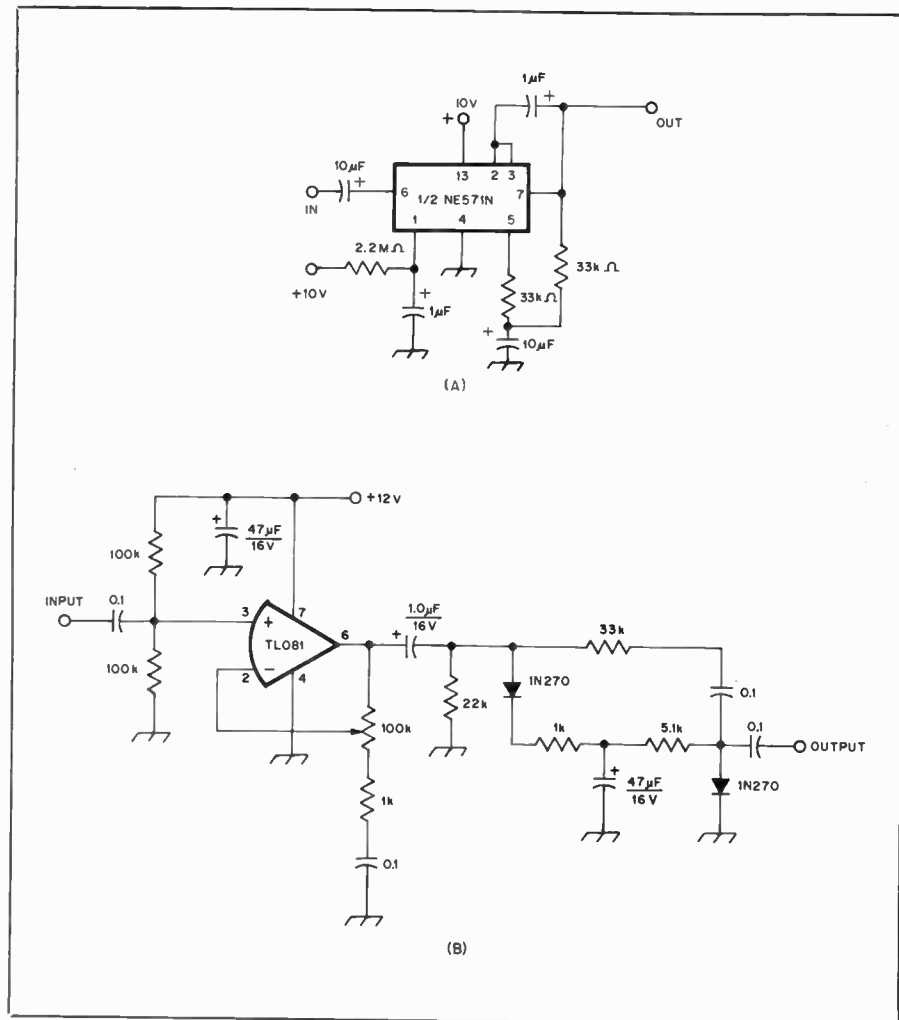 1µF
+
10V
+
OUT
10µF
+
13
2
3
6
1/2 NE571N
7
IN
1
4
5
2.2MΩ
33kΩ
+10V
+
1µF
33kΩ
+
10µF
(A)
+12V
+
47µF
16V
100k
INPUT
0.1
3
+
7
TL081
6
2
−
4
100k
+
1.0µF
16V
33k
22k
1N270
0.1
100k
1k
5.1k
0.1
OUTPUT
+
47µF
16V
1N270
1k
0.1
(B)